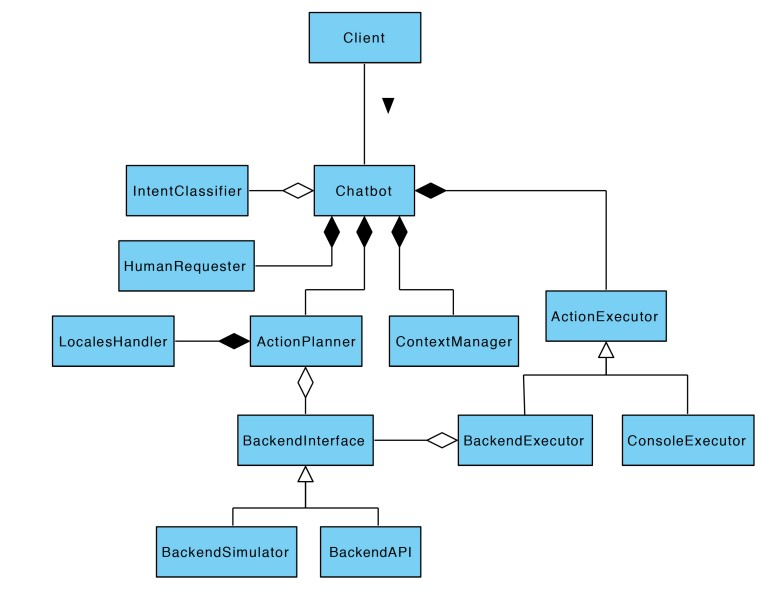 Client
IntentClassifier
Chatbot
HumanRequester
ActionExecutor
LocalesHandler
ActionPlanner
ContextManager
BackendInterface
BackendExecutor
ConsoleExecutor
BackendSimulator
BackendAPI